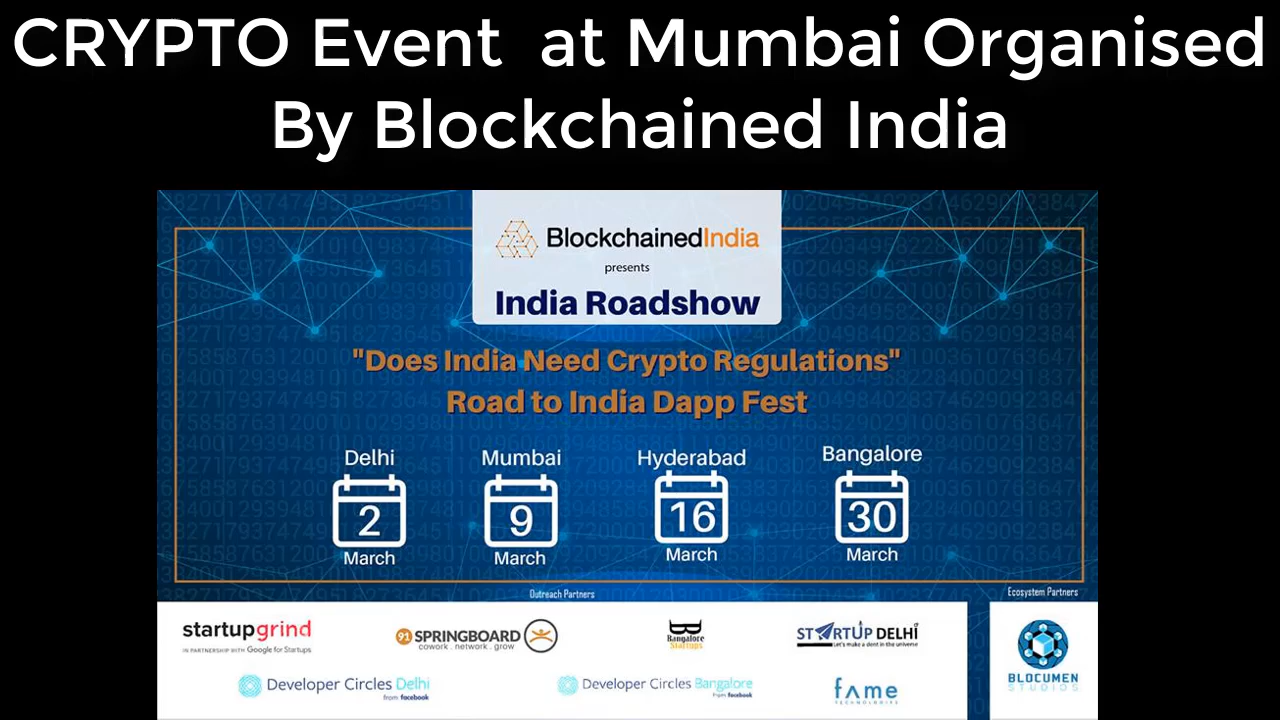 CRYPTO Event at Mumbai Organised
By Blockchained India
BlockchainedIndia
presents
India Roadshow
"Does India Need Crypto Regulations"
Road to India Dapp Fest
Delhi
2
March
Mumbai
9
March
Hyderabad
16
March
Bangalore
30
March
Outreach Partners
Ecosystem Partners
startupgrind
IN PARTNERSHIP WITH Google for Startups
91 SPRINGBOARD
cowork . network . grow
Bangalore
Startups
STARTUP DELHI
Let's make a dent in the universe
Developer Circles Delhi
from facebook
Developer Circles Bangalore
from facebook
fame
TECHNOLOGIES
BLOCUMEN
STUDIOS